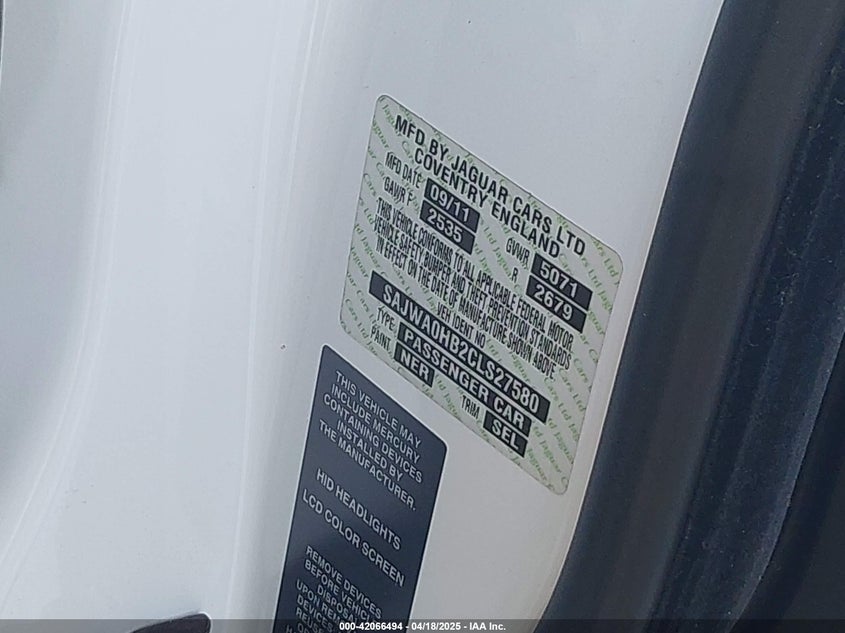 MFD BY JAGUAR CARS LTD
COVENTRY ENGLAND
MFD DATE 09/11 GVWR 5071
GAWR F 2535 R 2679
THIS VEHICLE CONFORMS TO ALL APPLICABLE FEDERAL MOTOR
VEHICLE SAFETY BUMPER AND THEFT PREVENTION STANDARDS
IN EFFECT ON THE DATE OF MANUFACTURE SHOWN ABOVE.
VEH. IDENT NO.
SAJWA0HB2CLS27580
TYPE PASSENGER CAR
PAINT NER TRIM SEL
THIS VEHICLE MAY
INCLUDE MERCURY
CONTAINING DEVICES
INSTALLED BY
THE MANUFACTURER.
HID HEADLIGHTS
LCD COLOR SCREEN
REMOVE DEVICES
BEFORE VEHICLE
DISPOSAL
UPON
DEVICES
000-42066494 - 04/18/2025 - IAA Inc.